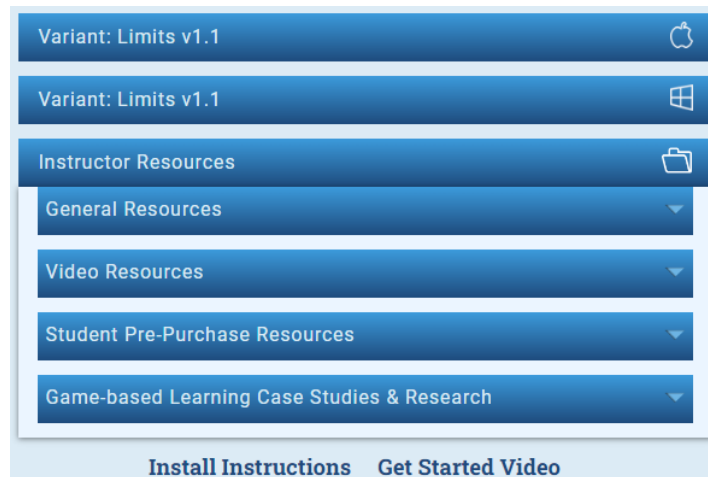 Variant: Limits v1.1
Variant: Limits v1.1
Instructor Resources
General Resources
Video Resources
Student Pre-Purchase Resources
Game-based Learning Case Studies & Research
Install Instructions Get Started Video